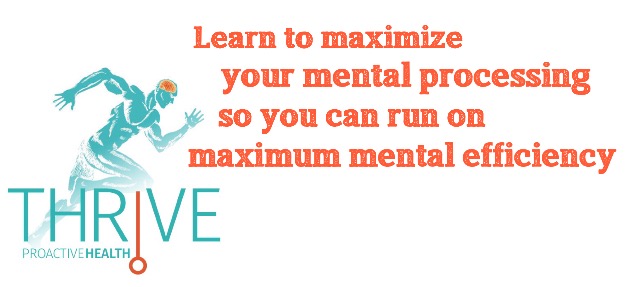 Learn to maximize
your mental processing
so you can run on
maximum mental efficiency
THRIVE
PROACTIVEHEALTH